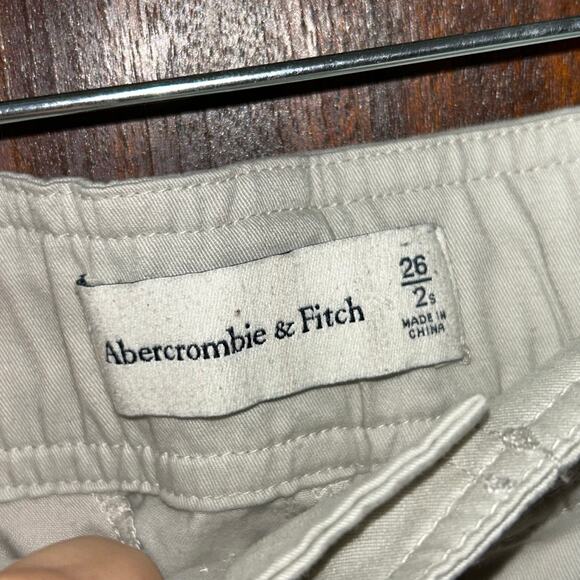 Abercrombie & Fitch
26
2s
MADE IN
CHINA